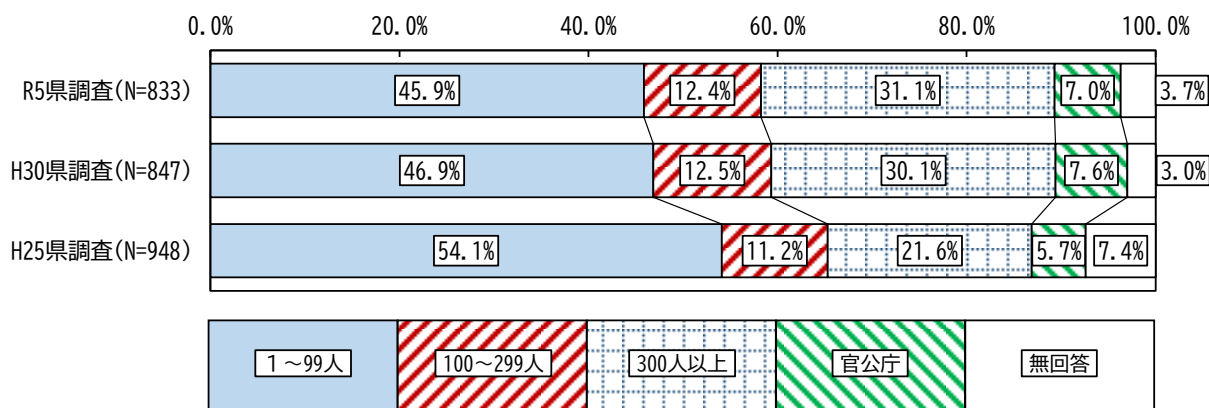 0.0% 20.0% 40.0% 60.0% 80.0% 100.0%
R5県調査(N=833) 45.9% 12.4% 31.1% 7.0% 3.7%
H30県調査(N=847) 46.9% 12.5% 30.1% 7.6% 3.0%
H25県調査(N=948) 54.1% 11.2% 21.6% 5.7% 7.4%
１～99人 100～299人 300人以上 官公庁 無回答